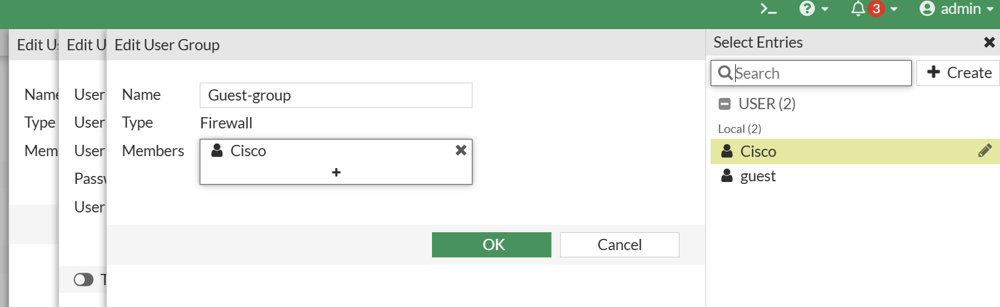 3 admin
Edit Us
Edit U
Edit User Group
Select Entries
Search
Create
Name
User
Name
Guest-group
USER (2)
Type
User
Type
Firewall
Local (2)
Mem
User
Members
Cisco
Cisco
Passw
guest
User
OK
Cancel
T